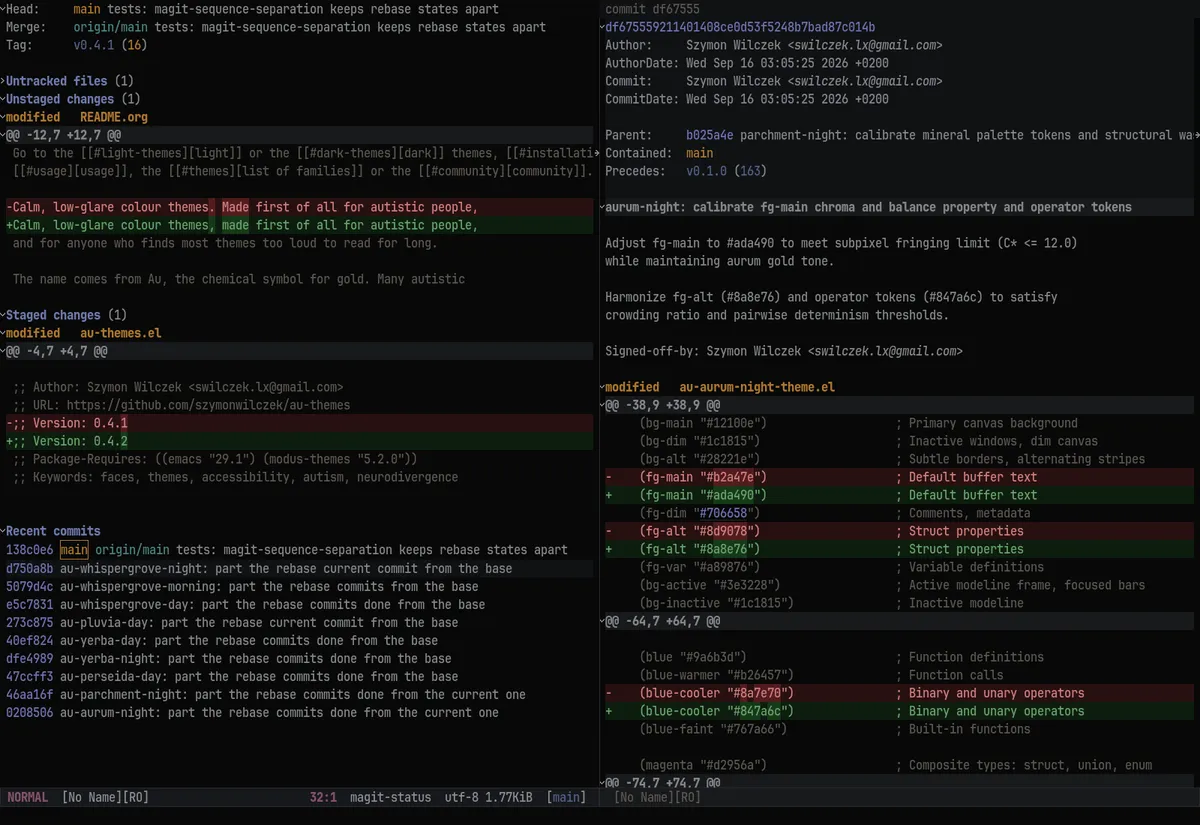 Head:     main tests: magit-sequence-separation keeps rebase states apart
Merge:    origin/main tests: magit-sequence-separation keeps rebase states apart
Tag:      v0.4.1 (16)
Untracked files (1)
Unstaged changes (1)
modified   README.org
@@ -12,7 +12,7 @@
Go to the [[#light-themes][light]] or the [[#dark-themes][dark]] themes, [[#installati
[[#usage][usage]], the [[#themes][list of families]] or the [[#community][community]].
-Calm, low-glare colour themes. Made first of all for autistic people,
+Calm, low-glare colour themes, made first of all for autistic people,
and for anyone who finds most themes too loud to read for long.
The name comes from Au, the chemical symbol for gold. Many autistic
Staged changes (1)
modified   au-themes.el
@@ -4,7 +4,7 @@
;; Author: Szymon Wilczek <swilczek.lx@gmail.com>
;; URL: https://github.com/szymonwilczek/au-themes
-;; Version: 0.4.1
+;; Version: 0.4.2
;; Package-Requires: ((emacs "29.1") (modus-themes "5.2.0"))
;; Keywords: faces, themes, accessibility, autism, neurodivergence
Recent commits
138c0e6 main origin/main tests: magit-sequence-separation keeps rebase states apart
d750a8b au-whispergrove-night: part the rebase current commit from the base
5079d4c au-whispergrove-morning: part the rebase commits from the base
e5c7831 au-whispergrove-day: part the rebase commits done from the base
273c875 au-pluvia-day: part the rebase current commit from the base
40ef824 au-yerba-day: part the rebase commits done from the base
dfe4989 au-yerba-night: part the rebase commits done from the base
47ccff3 au-perseida-day: part the rebase commits done from the base
46aa16f au-parchment-night: part the rebase commits done from the current one
0208506 au-aurum-night: part the rebase commits done from the current one
NORMAL  [No Name][RO]  32:1  magit-status  utf-8 1.77KiB  [main]
commit df67555
df675559211401408ce0d53f5248b7bad87c014b
Author:     Szymon Wilczek <swilczek.lx@gmail.com>
AuthorDate: Wed Sep 16 03:05:25 2026 +0200
Commit:     Szymon Wilczek <swilczek.lx@gmail.com>
CommitDate: Wed Sep 16 03:05:25 2026 +0200
Parent:     b025a4e parchment-night: calibrate mineral palette tokens and structural wa
Contained:  main
Precedes:   v0.1.0 (163)
aurum-night: calibrate fg-main chroma and balance property and operator tokens
Adjust fg-main to #ada490 to meet subpixel fringing limit (C* <= 12.0)
while maintaining aurum gold tone.
Harmonize fg-alt (#8a8e76) and operator tokens (#847a6c) to satisfy
crowding ratio and pairwise determinism thresholds.
Signed-off-by: Szymon Wilczek <swilczek.lx@gmail.com>
modified   au-aurum-night-theme.el
@@ -38,9 +38,9 @@
(bg-main "#12100e")  ; Primary canvas background
(bg-dim "#1c1815")  ; Inactive windows, dim canvas
(bg-alt "#28221e")  ; Subtle borders, alternating stripes
-    (fg-main "#b2a47e")  ; Default buffer text
+    (fg-main "#ada490")  ; Default buffer text
(fg-dim "#706658")  ; Comments, metadata
-    (fg-alt "#8d9078")  ; Struct properties
+    (fg-alt "#8a8e76")  ; Struct properties
(fg-var "#a89876")  ; Variable definitions
(bg-active "#3e3228")  ; Active modeline frame, focused bars
(bg-inactive "#1c1815")  ; Inactive modeline
@@ -64,7 +64,7 @@
(blue "#9a6b3d")  ; Function definitions
(blue-warmer "#b26457")  ; Function calls
-    (blue-cooler "#8a7e70")  ; Binary and unary operators
+    (blue-cooler "#847a6c")  ; Binary and unary operators
(blue-faint "#767a66")  ; Built-in functions
(magenta "#d2956a")  ; Composite types: struct, union, enum
@@ -74,7 +74,7 @@
[No Name][RO]